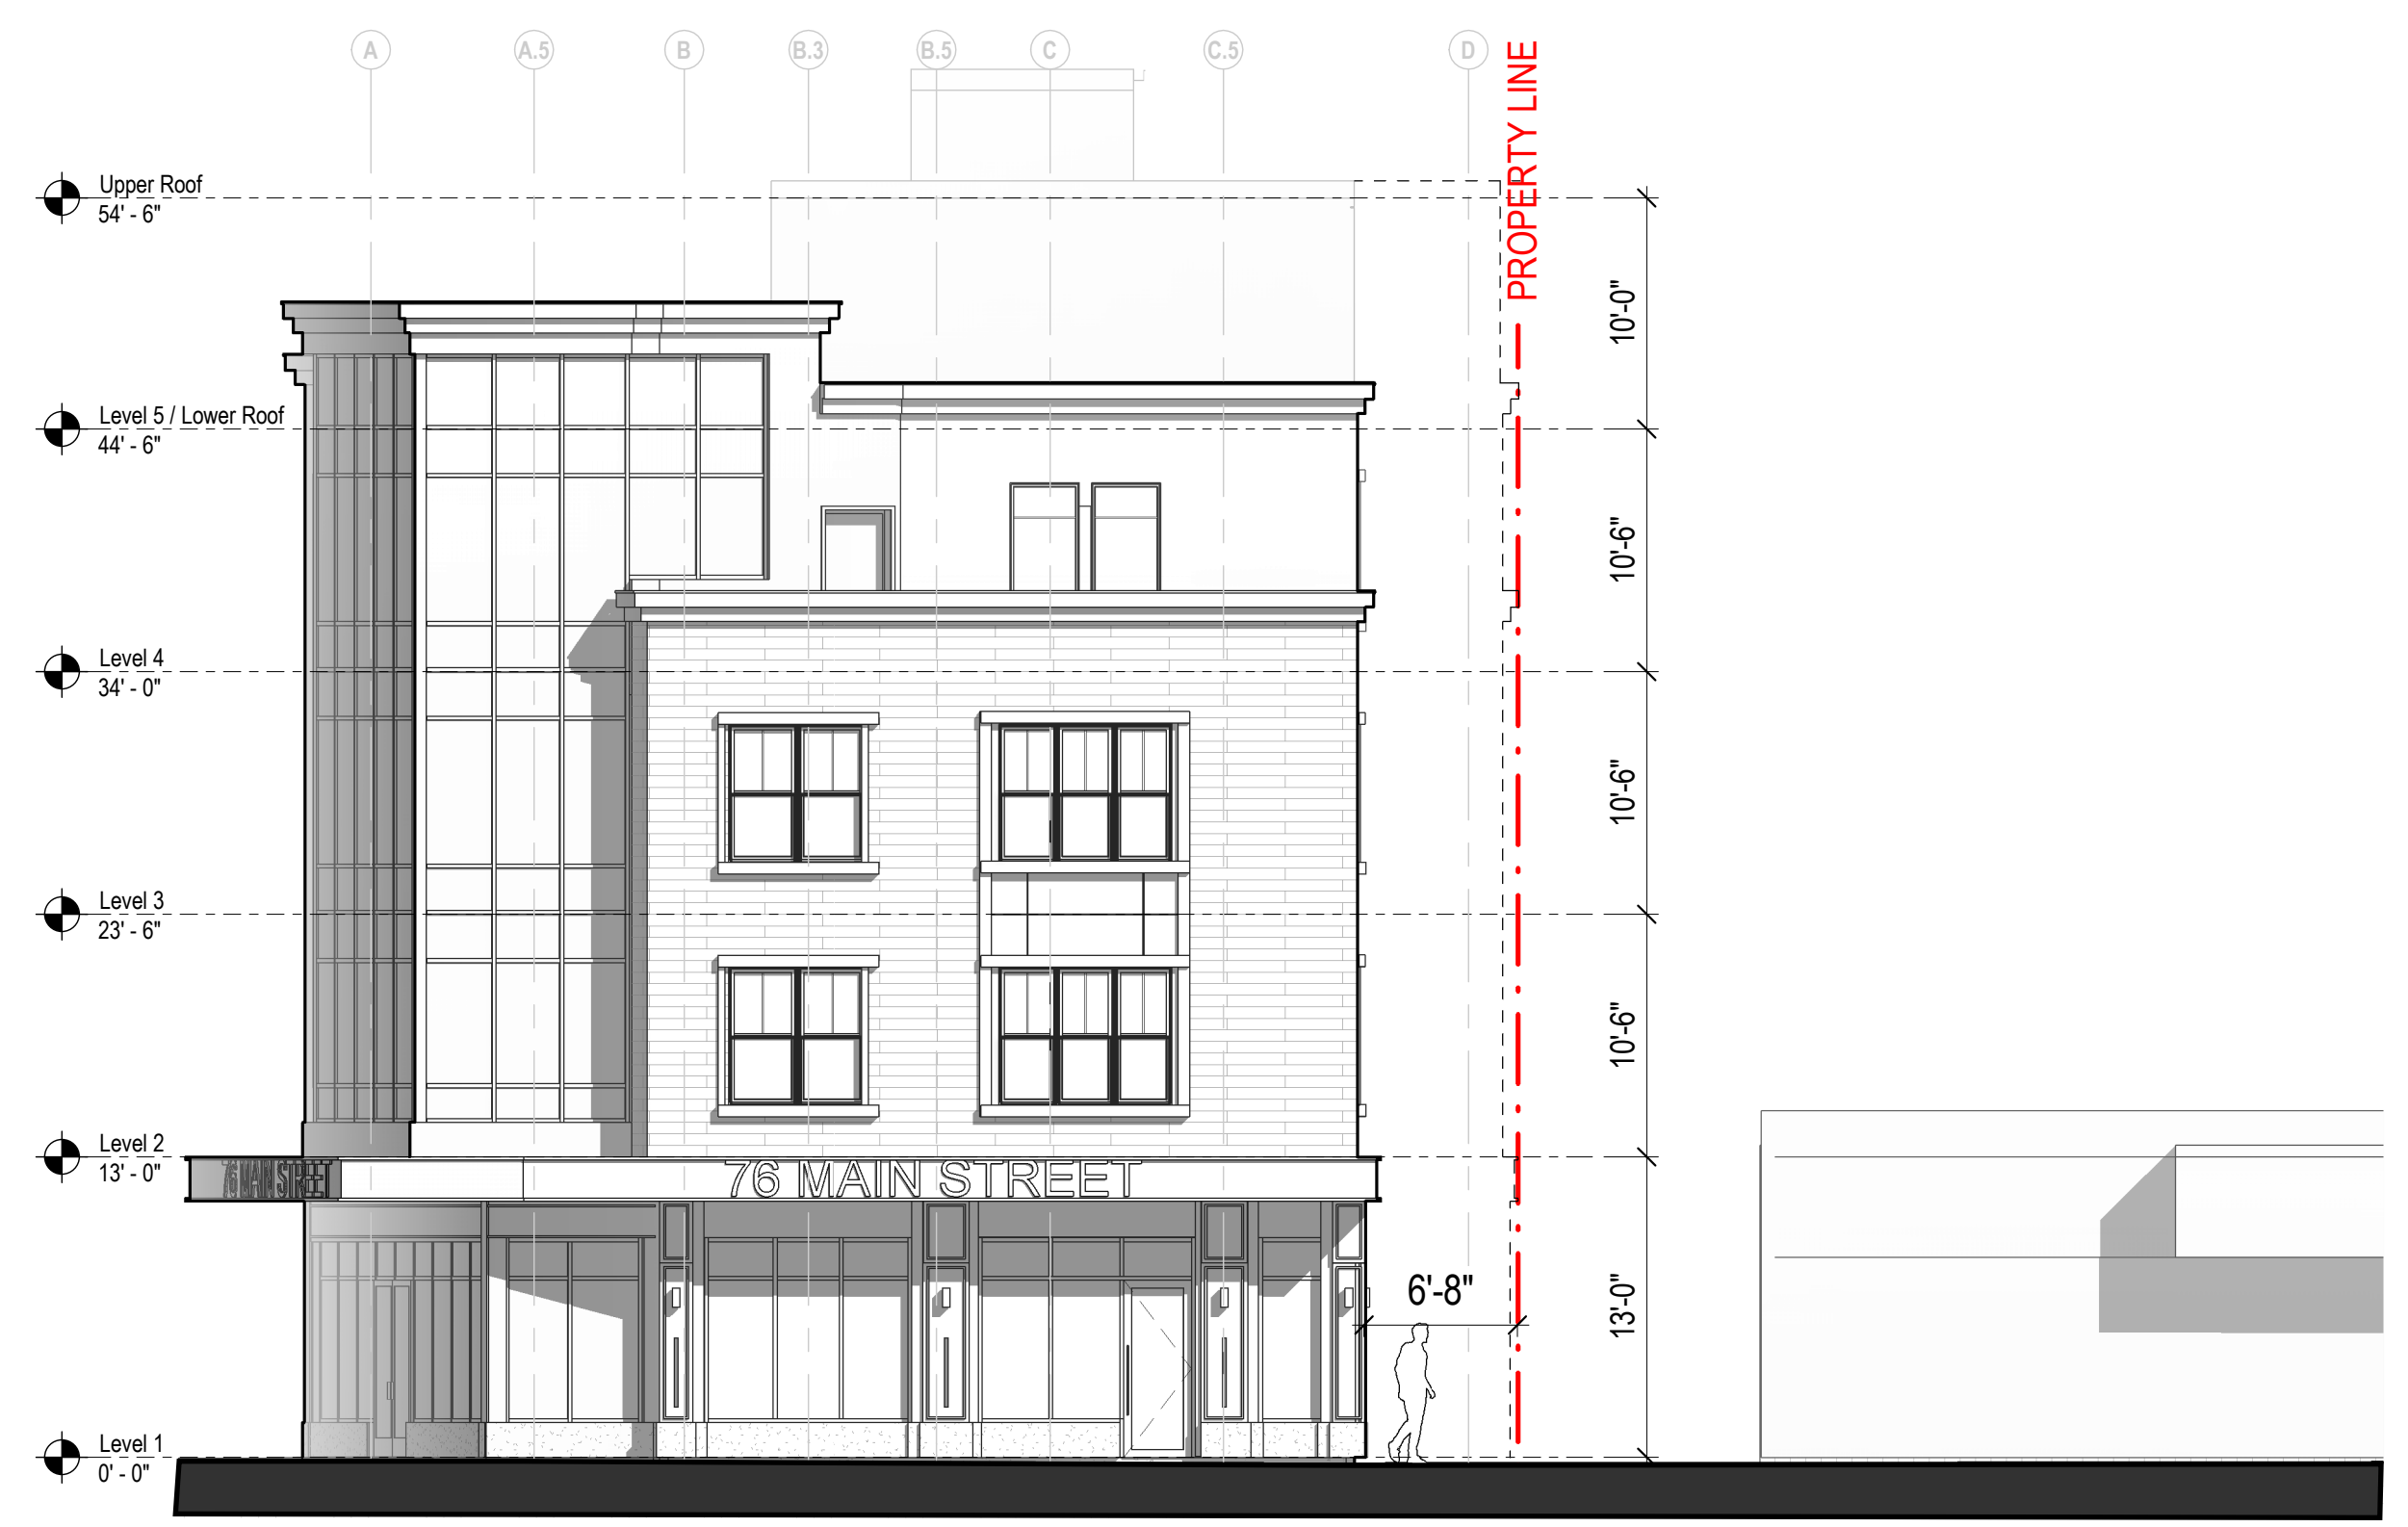 A
A.5
B
B.3
B.5
C
C.5
D
PROPERTY LINE
Upper Roof
54' - 6"
10'-0"
Level 5 / Lower Roof
44' - 6"
10'-6"
Level 4
34' - 0"
10'-6"
Level 3
23' - 6"
10'-6"
Level 2
13' - 0"
76 MAIN STREET
76 MAIN STREET
6'-8"
13'-0"
Level 1
0' - 0"